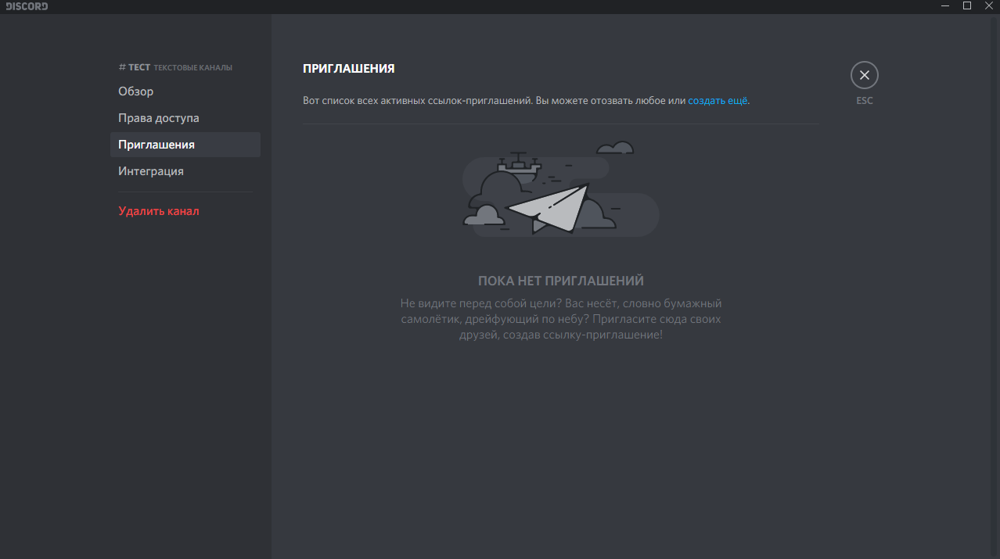 DISCORD
# ТЕСТ ТЕКСТОВЫЕ КАНАЛЫ
Обзор
Права доступа
Приглашения
Интеграция
Удалить канал
ПРИГЛАШЕНИЯ
Вот список всех активных ссылок-приглашений. Вы можете отозвать любое или создать ещё.
ESC
ПОКА НЕТ ПРИГЛАШЕНИЙ
Не видите перед собой цели? Вас несёт, словно бумажный
самолётик, дрейфующий по небу? Пригласите сюда своих
друзей, создав ссылку-приглашение!